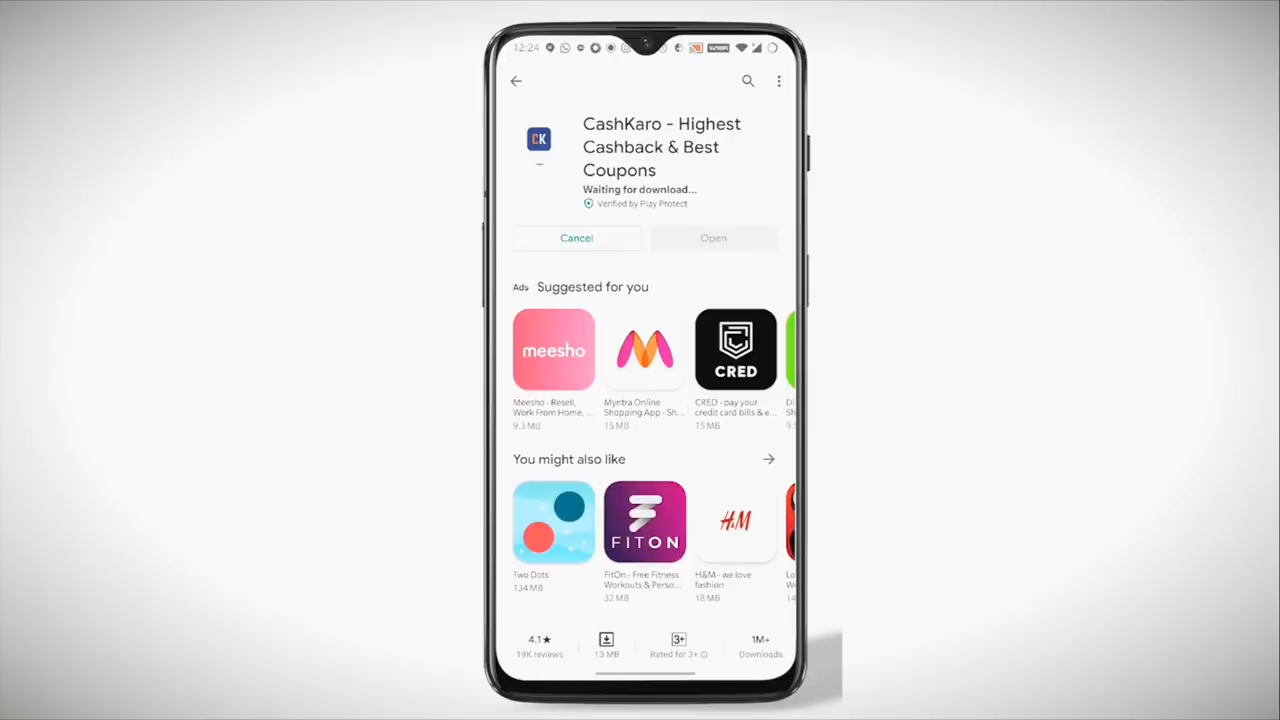 12:24
CK
CashKaro - Highest
Cashback & Best
Coupons
Waiting for download...
Verified by Play Protect
Cancel
Open
Ads Suggested for you
meesho
CRED
Meesho - Resell,
Work From Home, ...
9.3 MB
Myntra Online
Shopping App - Sh...
15 MB
CRED - pay your
credit card bills & e...
15 MB
You might also like
FITON
H&M
Two Dots
134 MB
FitOn - Free Fitness
Workouts & Perso...
32 MB
H&M - we love
fashion
18 MB
4.1★
19K reviews
13 MB
3+
Rated for 3+
1M+
Downloads